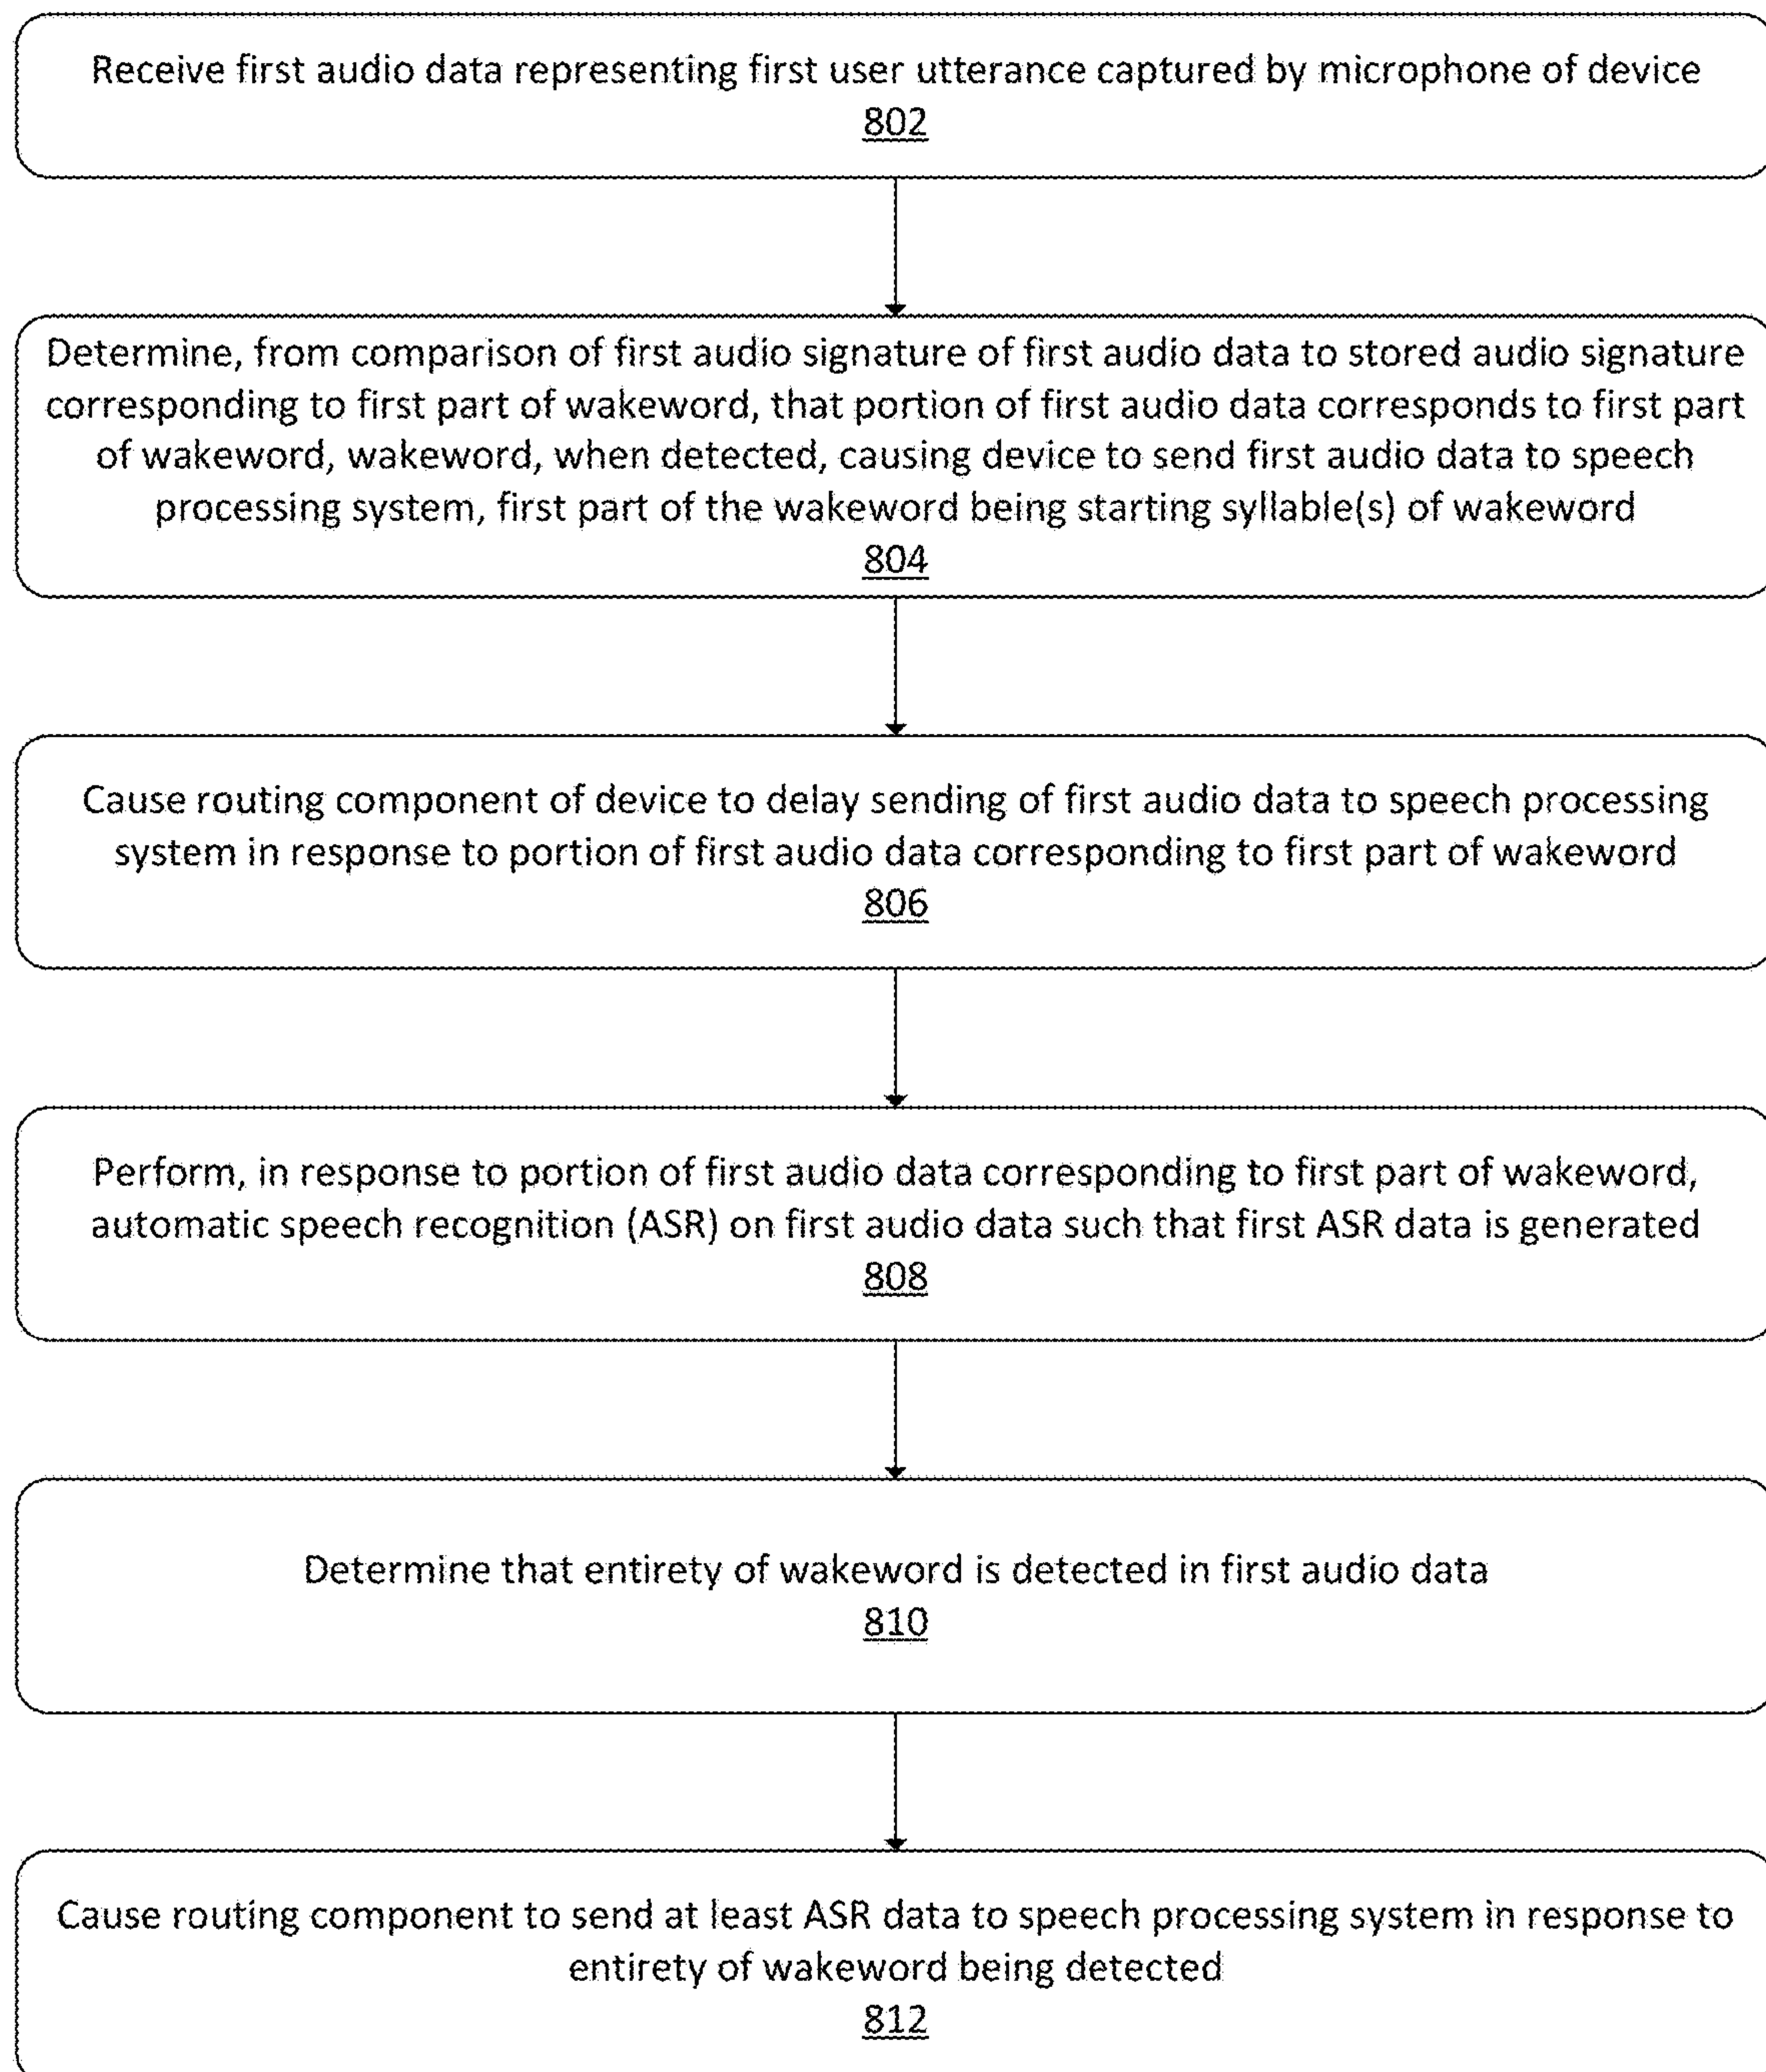 Receive first audio data representing first user utterance captured by microphone of device
802
Determine, from comparison of first audio signature of first audio data to stored audio signature
corresponding to first part of wakeword, that portion of first audio data corresponds to first part
of wakeword, wakeword, when detected, causing device to send first audio data to speech
processing system, first part of the wakeword being starting syllable(s) of wakeword
804
Cause routing component of device to delay sending of first audio data to speech processing
system in response to portion of first audio data corresponding to first part of wakeword
806
Perform, in response to portion of first audio data corresponding to first part of wakeword,
automatic speech recognition (ASR) on first audio data such that first ASR data is generated
808
Determine that entirety of wakeword is detected in first audio data
810
Cause routing component to send at least ASR data to speech processing system in response to
entirety of wakeword being detected
812